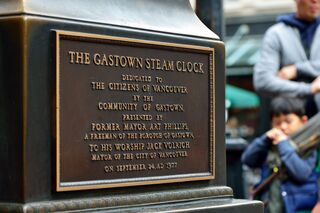 THE GASTOWN STEAM CLOCK
DEDICATED TO
THE CITIZENS OF VANCOUVER
BY THE
COMMUNITY OF GASTOWN,
PRESENTED BY
FORMER MAYOR ART PHILLIPS,
A FREEMAN OF THE BOROUGH OF GASTOWN,
TO HIS WORSHIP JACK VOLRICH
MAYOR OF THE CITY OF VANCOUVER
ON SEPTEMBER 24, AD 1977